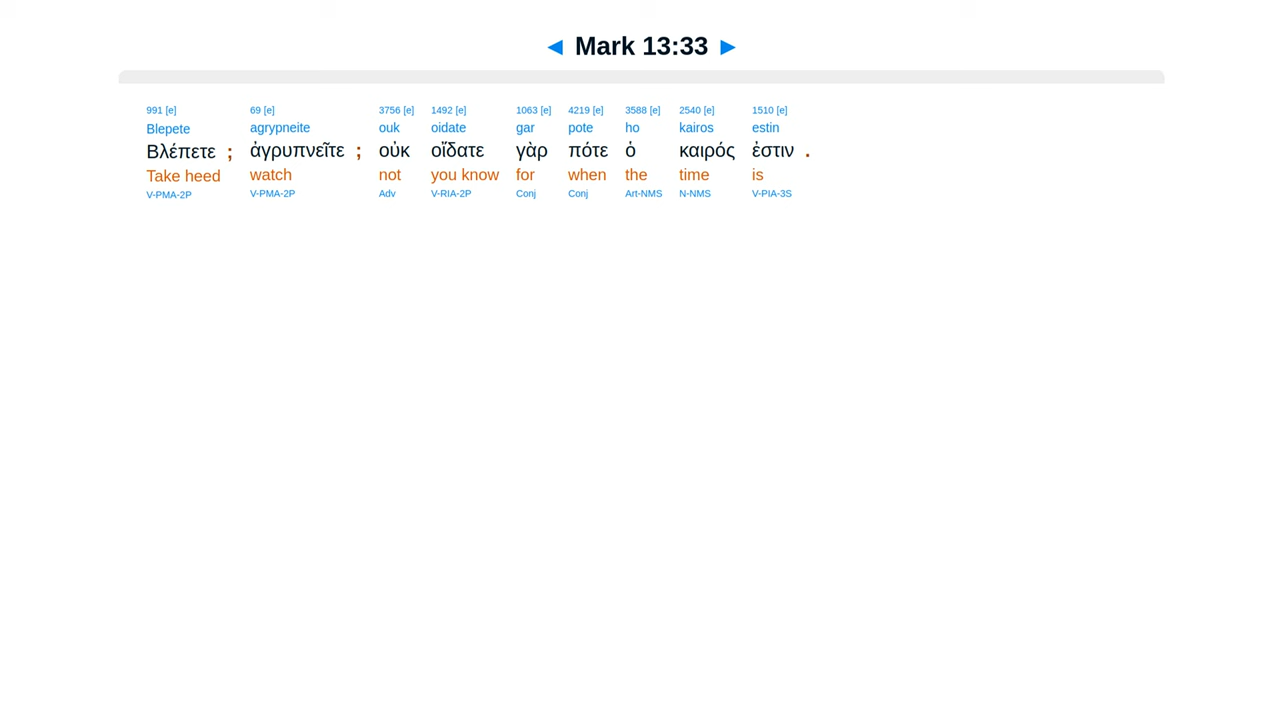 ◄ Mark 13:33 ►
991 [e] 69 [e] 3756 [e] 1492 [e] 1063 [e] 4219 [e] 3588 [e] 2540 [e] 1510 [e]
Blepete agrypneite ouk oidate gar pote ho kairos estin
Βλέπετε ; ἀγρυπνεῖτε ; οὐκ οἴδατε γὰρ πότε ὁ καιρός ἐστιν .
Take heed watch not you know for when the time is
V-PMA-2P V-PMA-2P Adv V-RIA-2P Conj Conj Art-NMS N-NMS V-PIA-3S